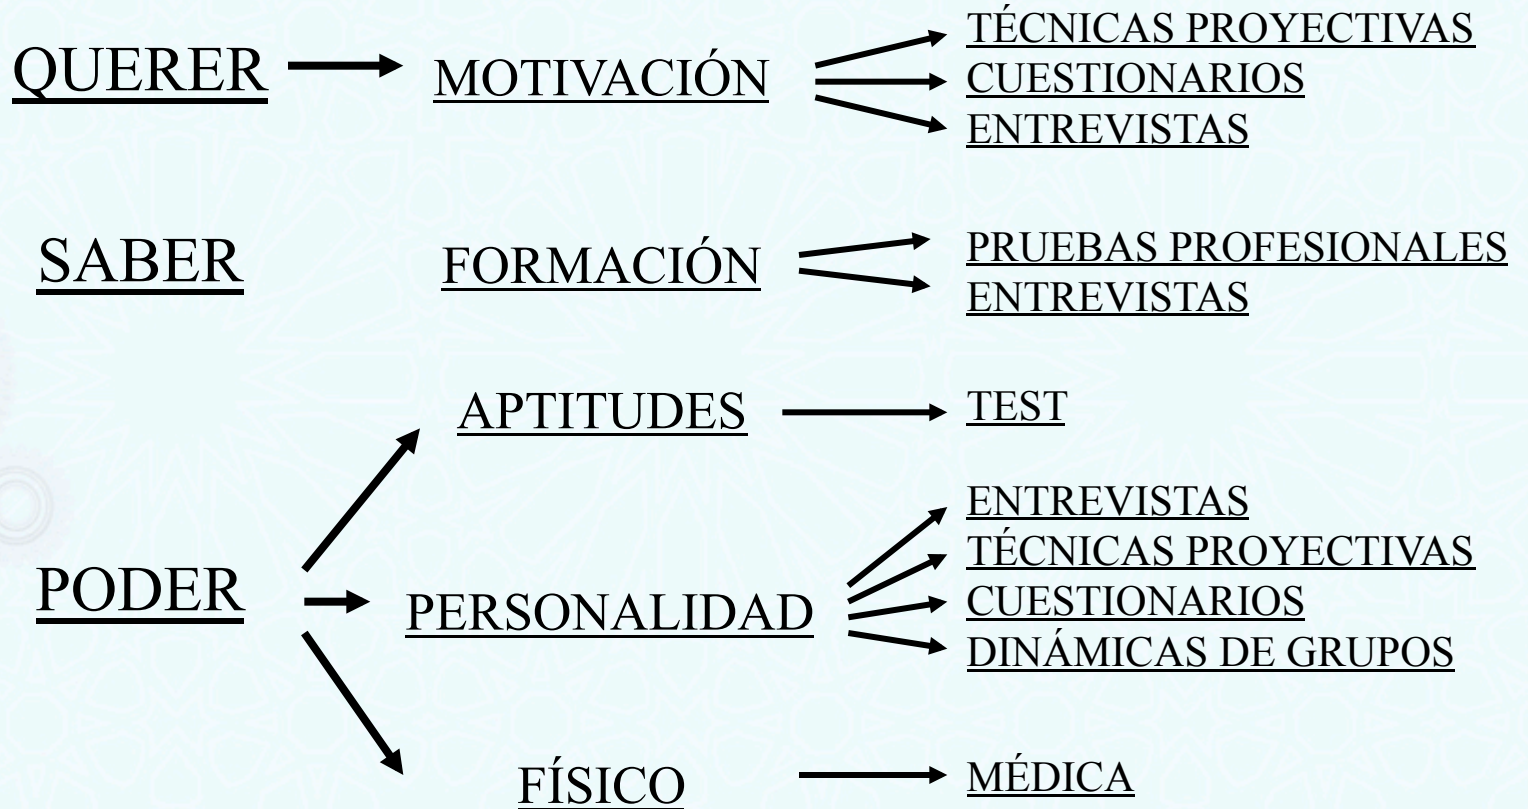 QUERER
MOTIVACIÓN
TÉCNICAS PROYECTIVAS
CUESTIONARIOS
ENTREVISTAS
SABER
FORMACIÓN
PRUEBAS PROFESIONALES
ENTREVISTAS
PODER
APTITUDES
TEST
PERSONALIDAD
ENTREVISTAS
TÉCNICAS PROYECTIVAS
CUESTIONARIOS
DINÁMICAS DE GRUPOS
FÍSICO
MÉDICA